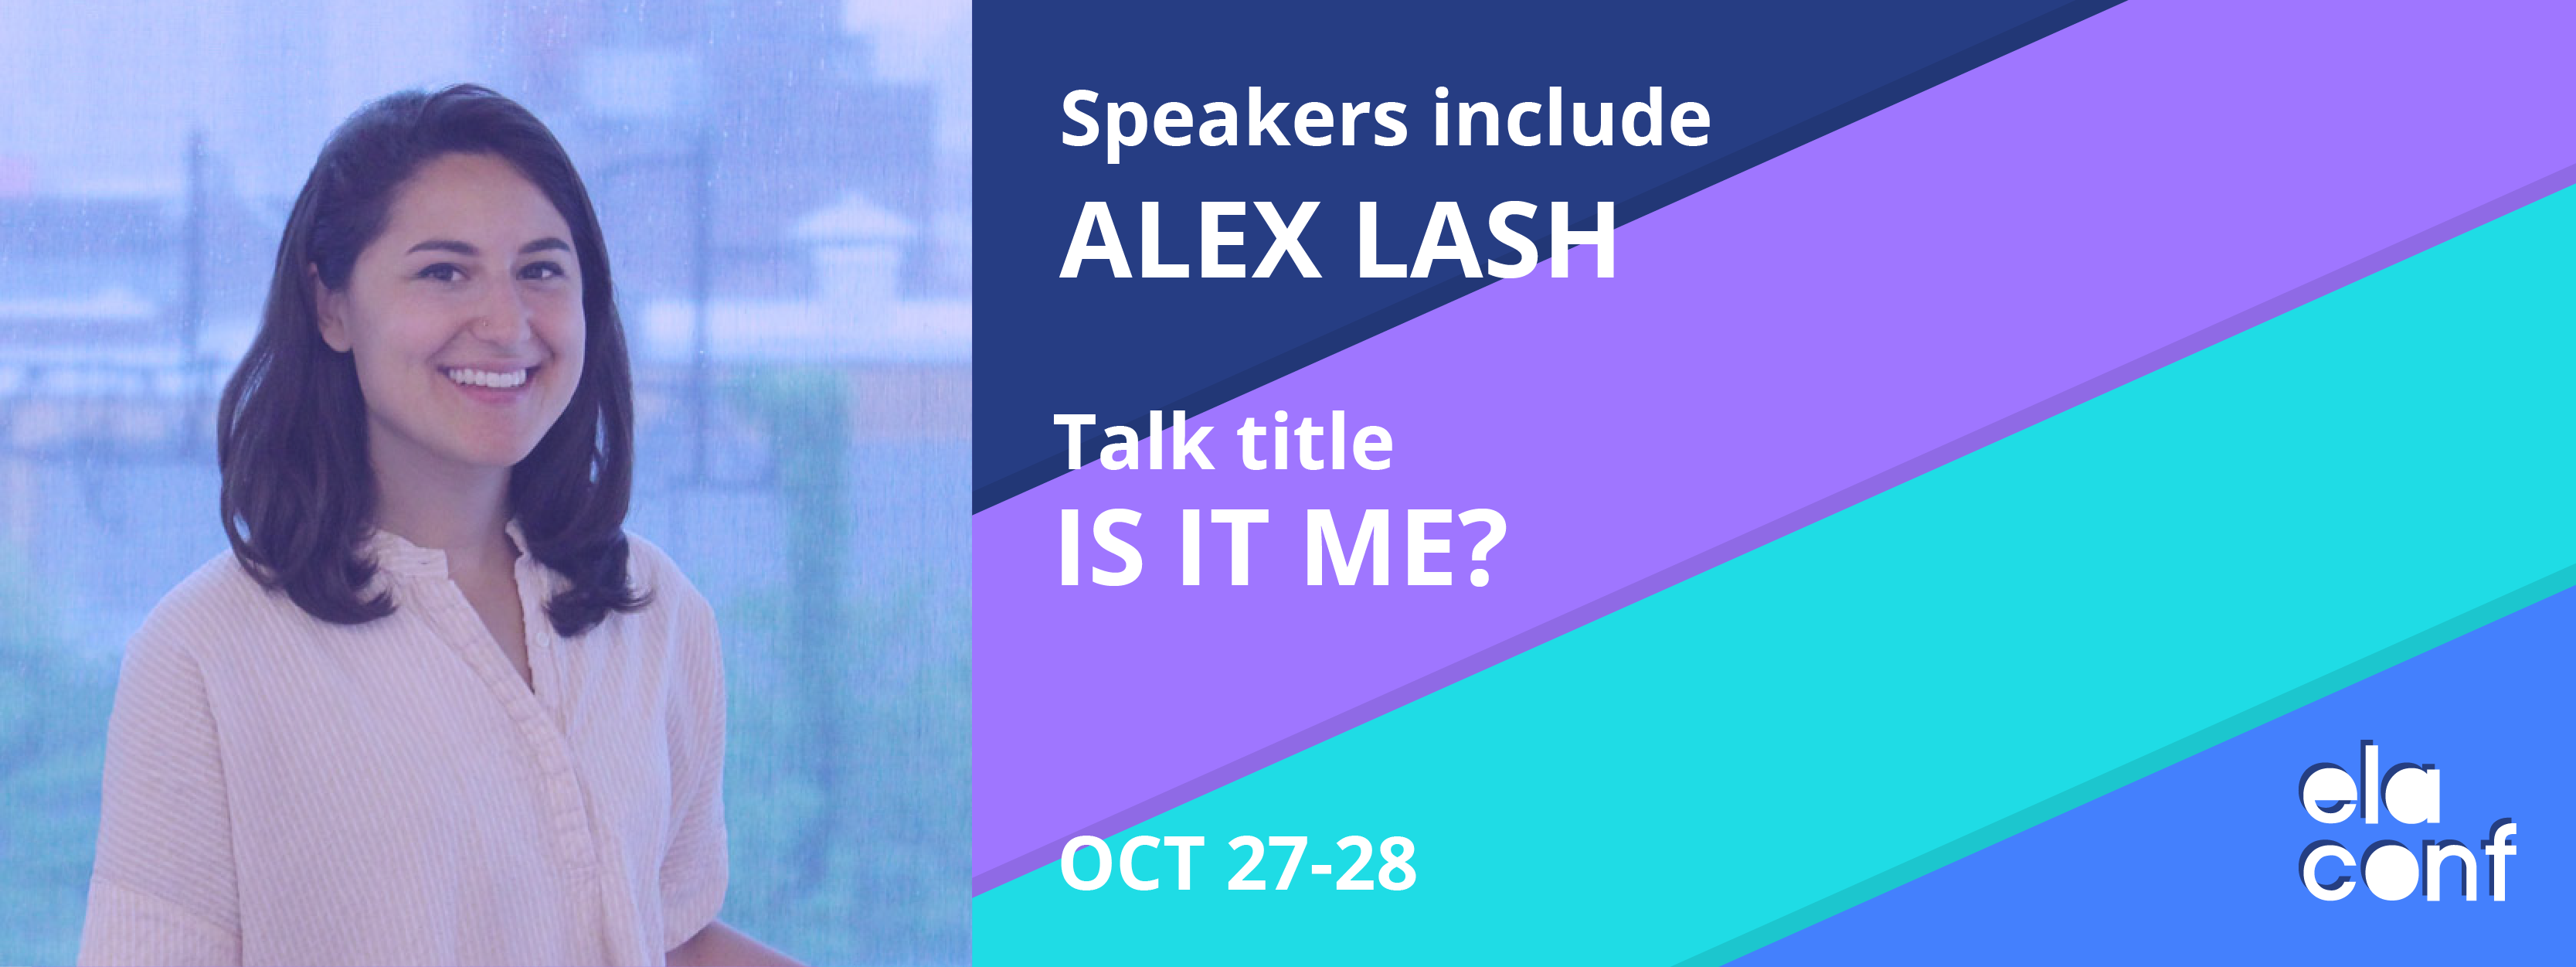 Speakers include
ALEX LASH
Talk title
IS IT ME?
OCT 27-28
ela
conf